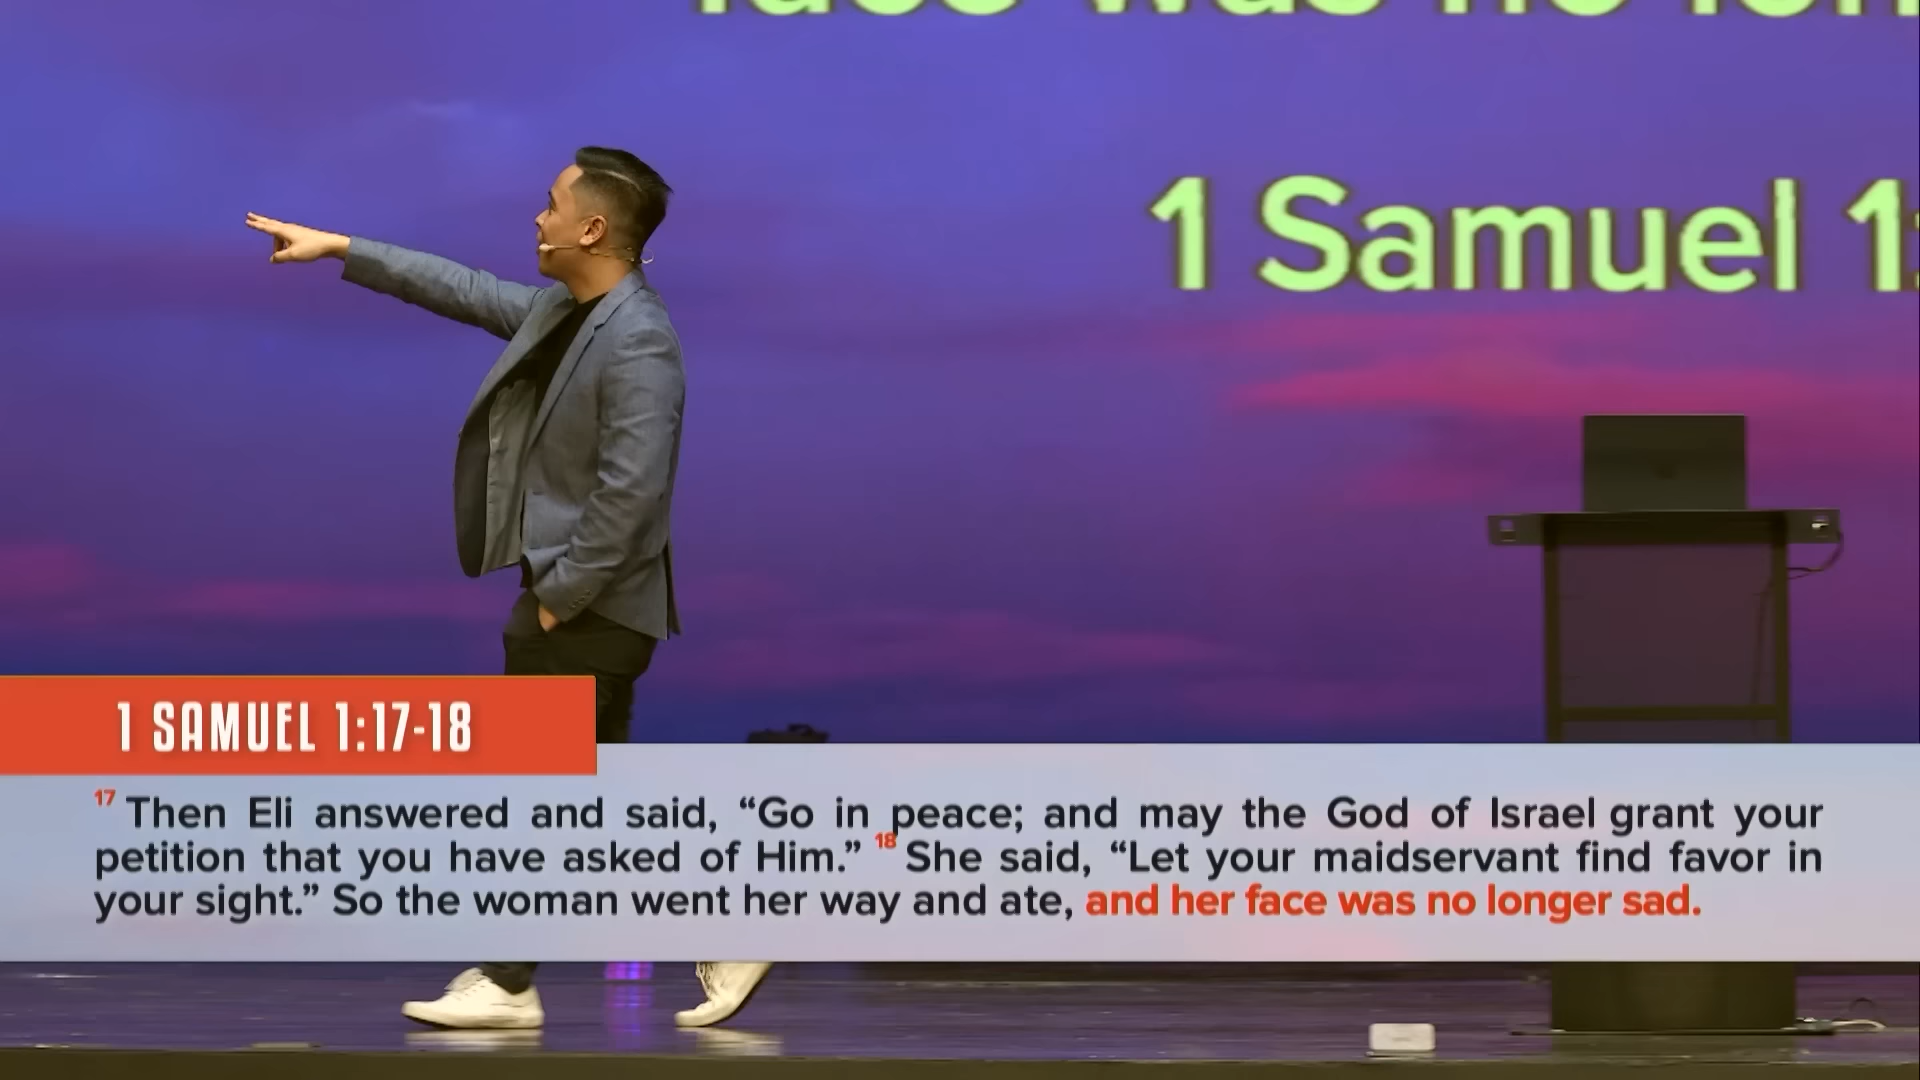 1 Samuel 1:
1 SAMUEL 1:17-18
17 Then Eli answered and said, “Go in peace; and may the God of Israel grant your
petition that you have asked of Him.” 18 She said, “Let your maidservant find favor in
your sight.” So the woman went her way and ate, and her face was no longer sad.